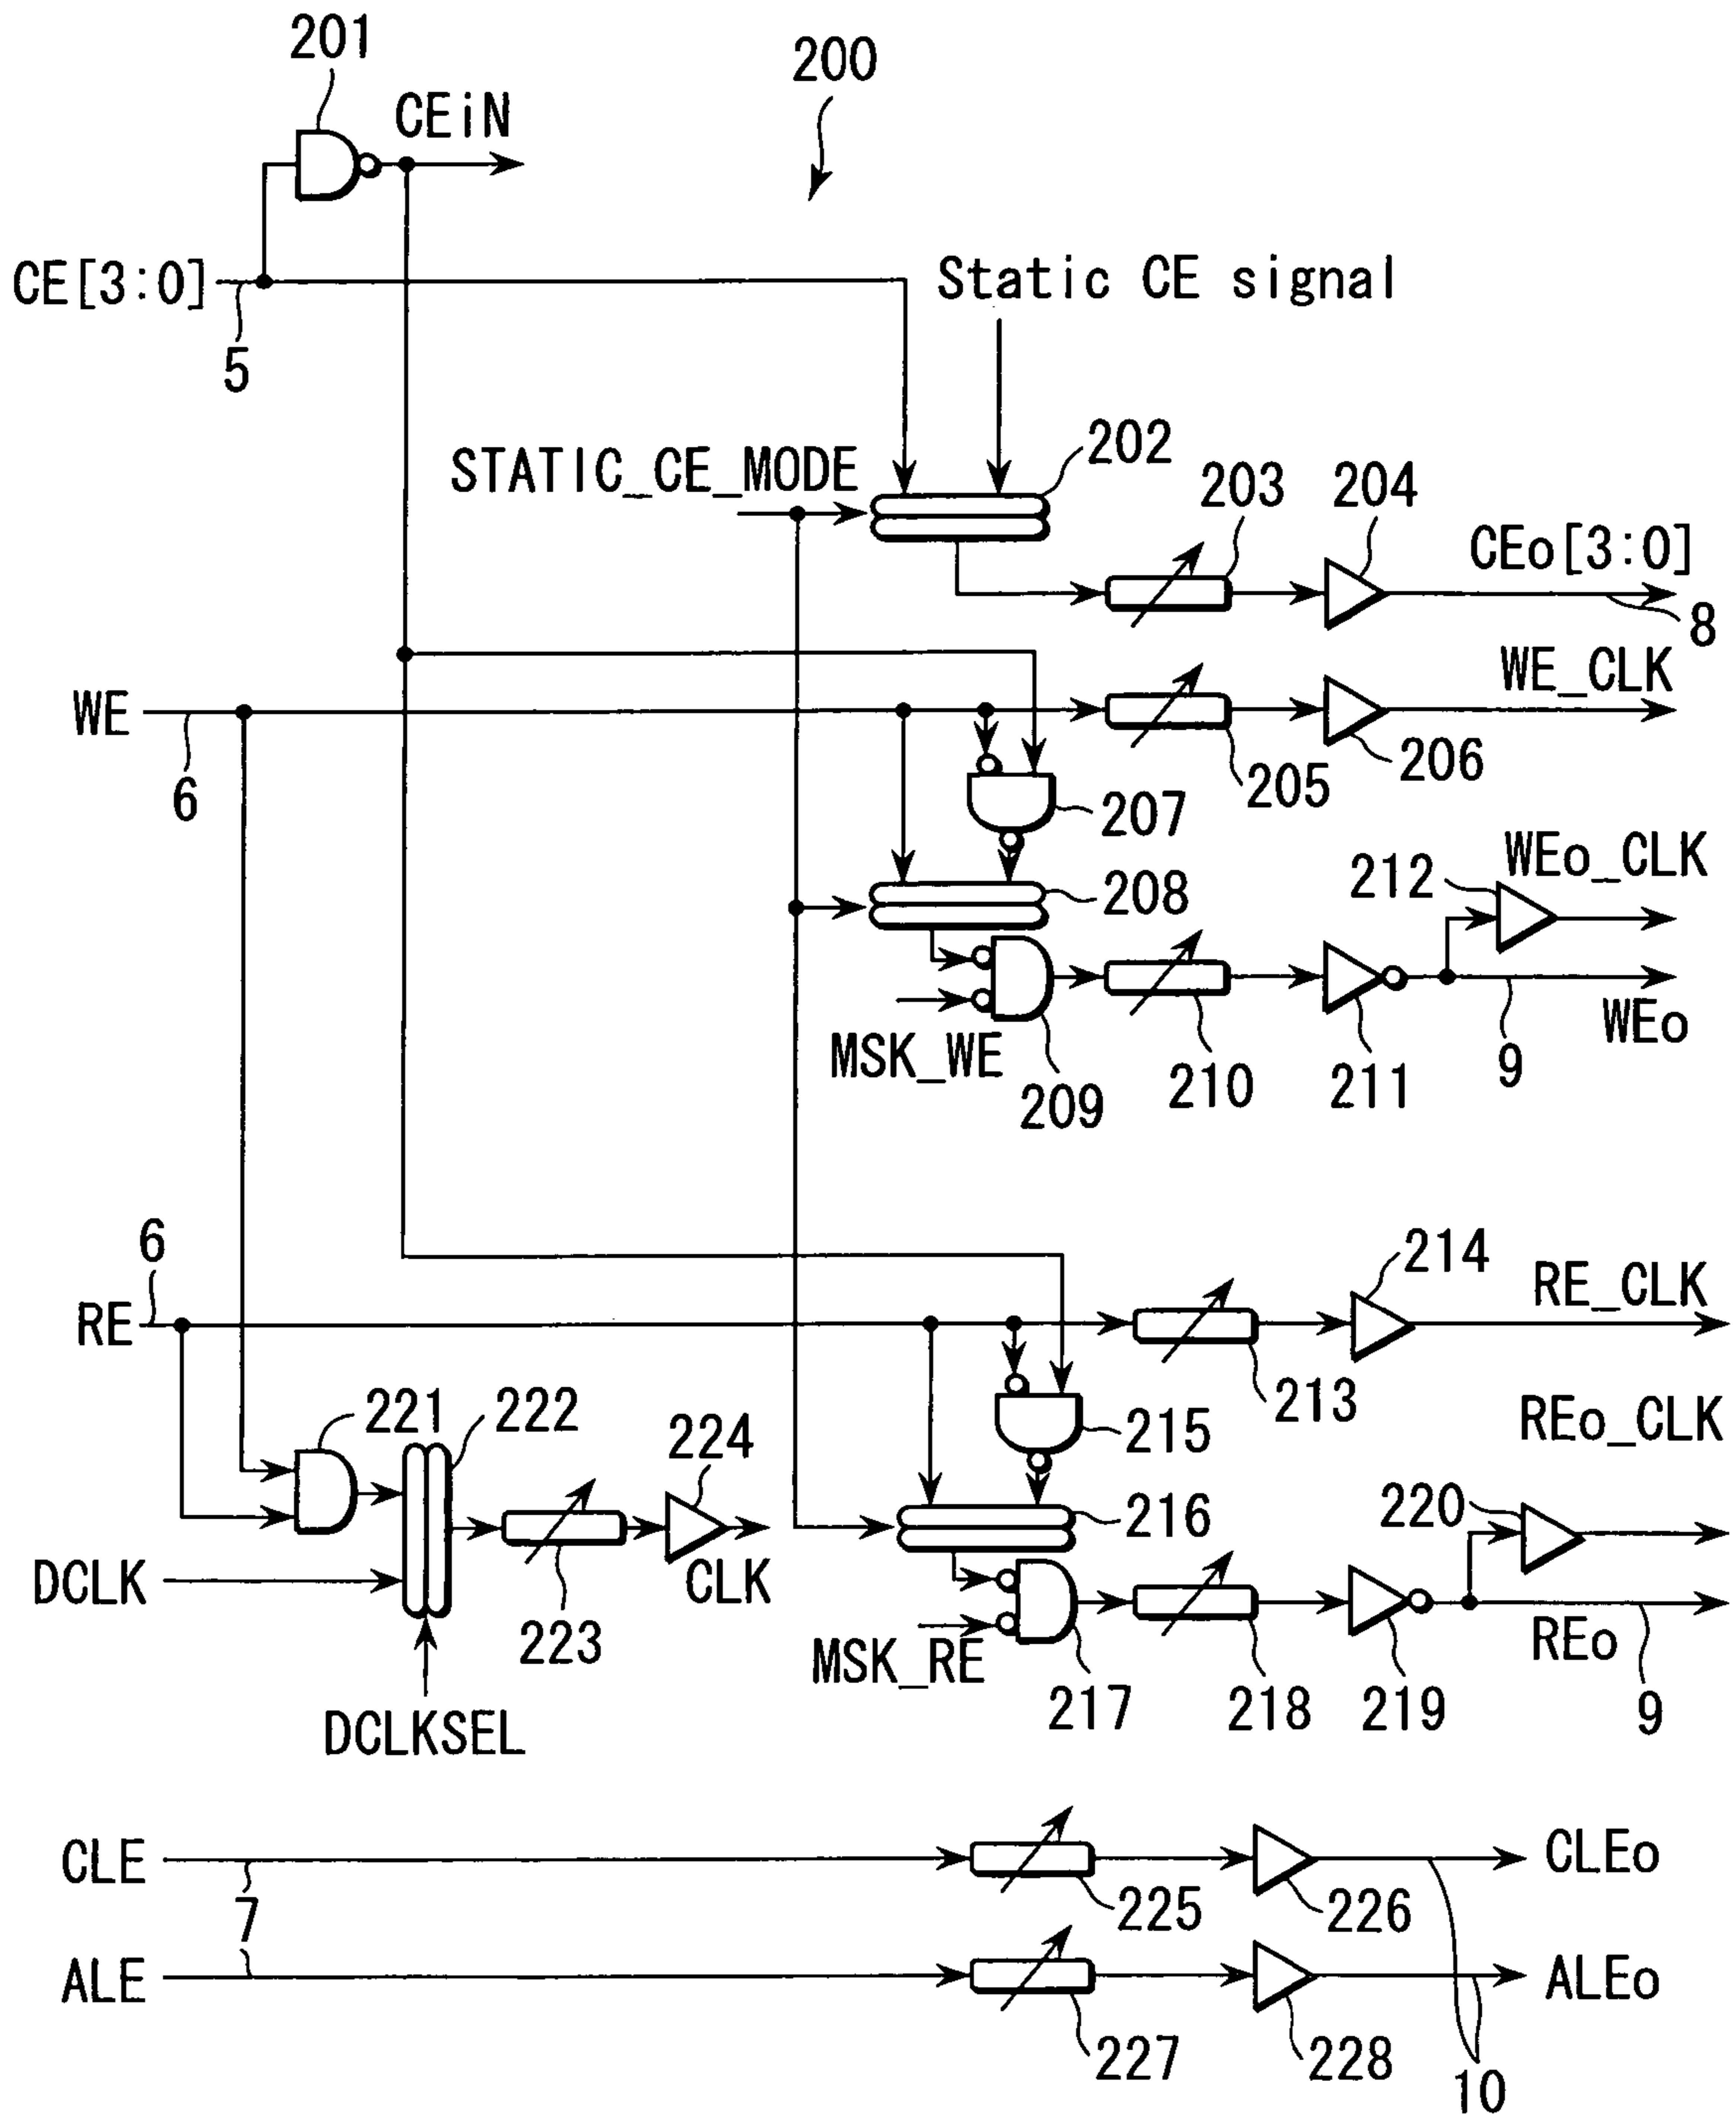 201
200
CEiN
CE[3:0]
Static CE signal
5
STATIC_CE_MODE
202
203
204
CEo[3:0]
8
WE
6
WE_CLK
205
206
207
208
212
WEo_CLK
MSK_WE
209
210
211
9
WEo
6
RE
214
RE_CLK
213
221
222
224
215
REo_CLK
216
220
DCLK
CLK
223
MSK_RE
REo
DCLKSEL
217
218
219
9
CLE
7
225
226
CLEo
ALE
227
228
ALEo
10